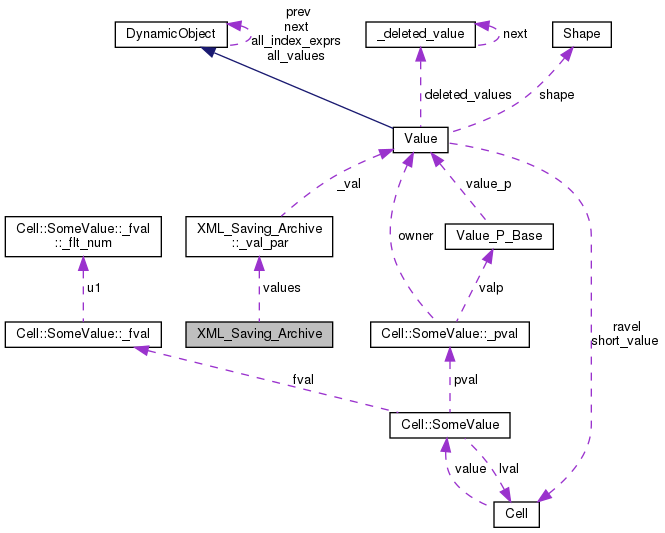 prev
next
all_index_exprs
all_values
DynamicObject
_deleted_value
next
Shape
deleted_values
shape
Value
_val
value_p
Cell::SomeValue::_fval
::_flt_num
XML_Saving_Archive
::_val_par
owner
Value_P_Base
u1
values
valp
Cell::SomeValue::_fval
XML_Saving_Archive
Cell::SomeValue::_pval
ravel
short_value
fval
pval
Cell::SomeValue
value
lval
Cell